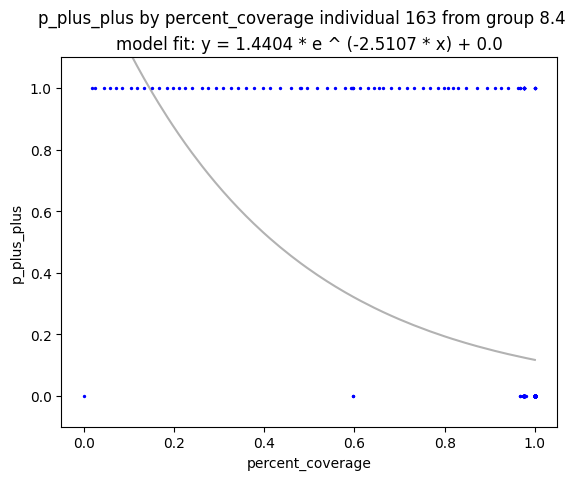 p_plus_plus by percent_coverage individual 163 from group 8.4
model fit: y = 1.4404 * e ^ (-2.5107 * x) + 0.0
p_plus_plus
1.0
0.8
0.6
0.4
0.2
0.0
0.0 0.2 0.4 0.6 0.8 1.0
percent_coverage